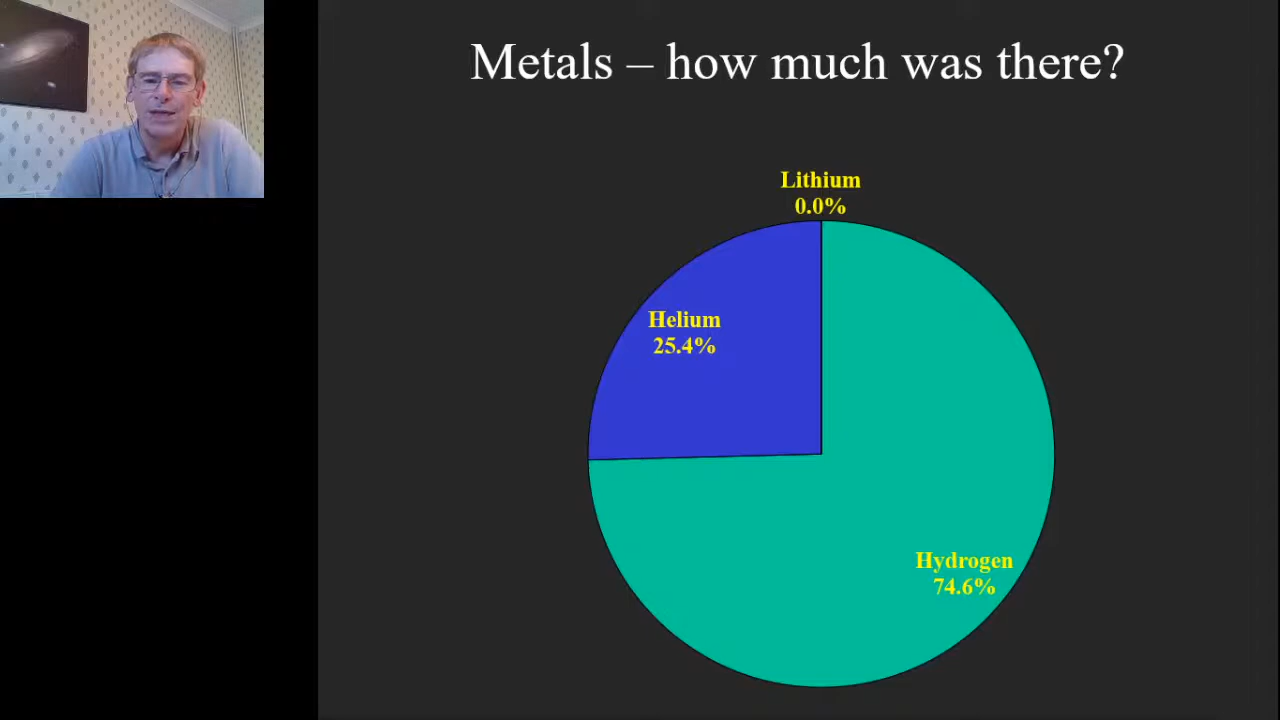 Metals – how much was there?
Lithium
0.0%
Helium
25.4%
Hydrogen
74.6%